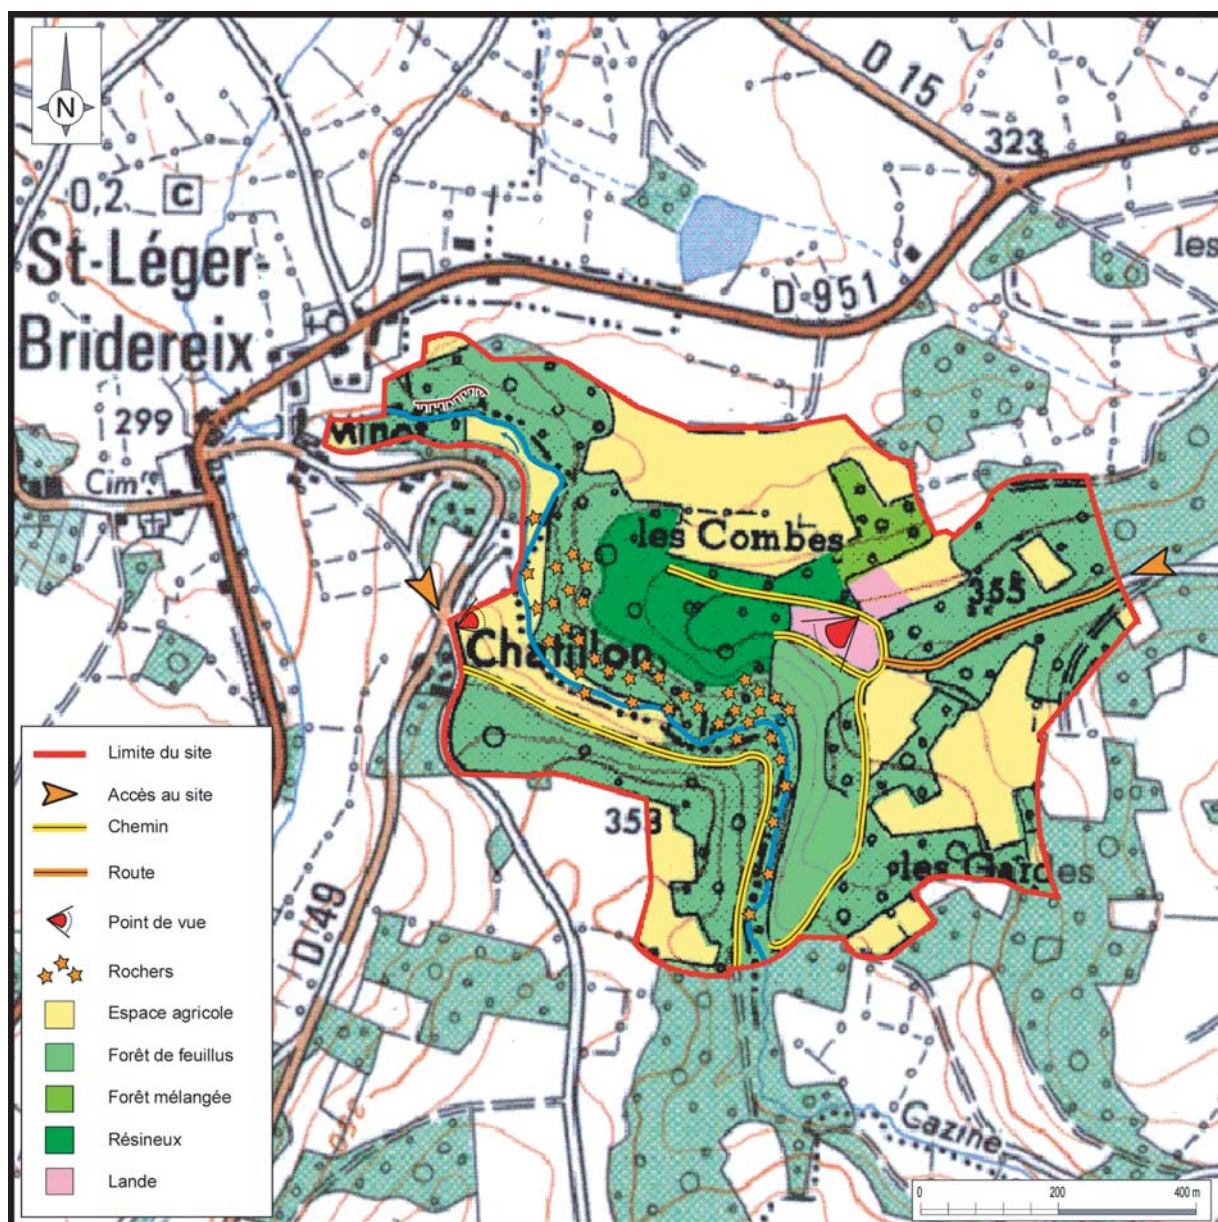 N
D 15
323
0,2 C
St-Léger-
Bridereix
les
D 951
299
Mines
Cim^re
les Combes
355
Chatillon
353
les Gardes
D 49
Cazine
Limite du site
Accès au site
Chemin
Route
Point de vue
Rochers
Espace agricole
Forêt de feuillus
Forêt mélangée
Résineux
Lande
0 200 400 m